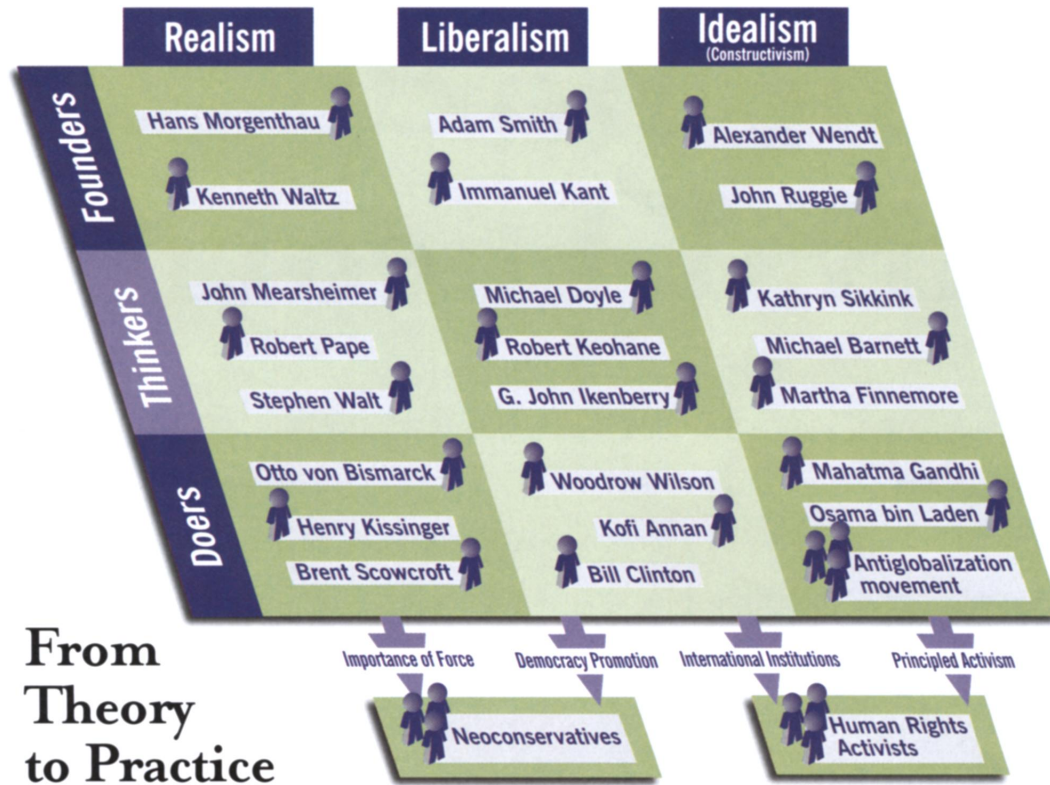 Realism
Liberalism
Idealism
(Constructivism)
Founders
Hans Morgenthau
Adam Smith
Alexander Wendt
Kenneth Waltz
Immanuel Kant
John Ruggie
Thinkers
John Mearsheimer
Michael Doyle
Kathryn Sikkink
Robert Pape
Robert Keohane
Michael Barnett
Stephen Walt
G. John Ikenberry
Martha Finnemore
Doers
Otto von Bismarck
Woodrow Wilson
Mahatma Gandhi
Henry Kissinger
Kofi Annan
Osama bin Laden
Brent Scowcroft
Bill Clinton
Antiglobalization
movement
From
Theory
to Practice
Importance of Force
Democracy Promotion
International Institutions
Principled Activism
Neoconservatives
Human Rights
Activists